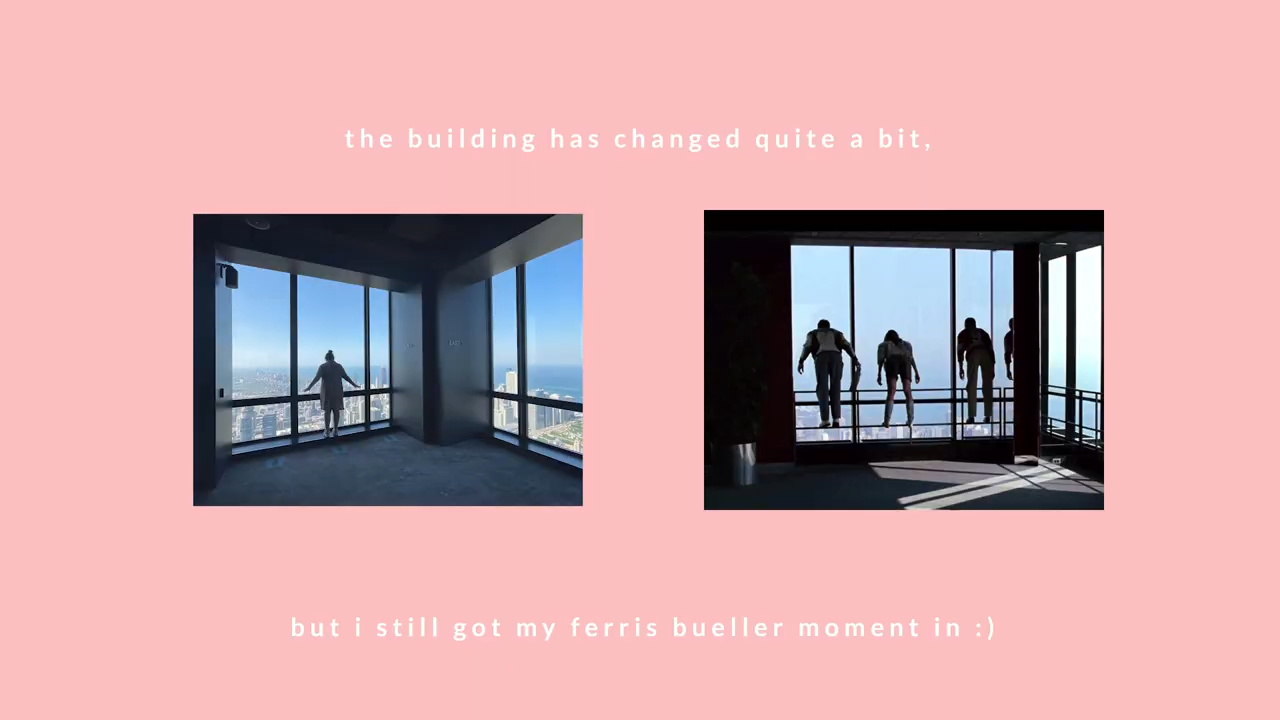 the building has changed quite a bit,
but i still got my ferris bueller moment in :)